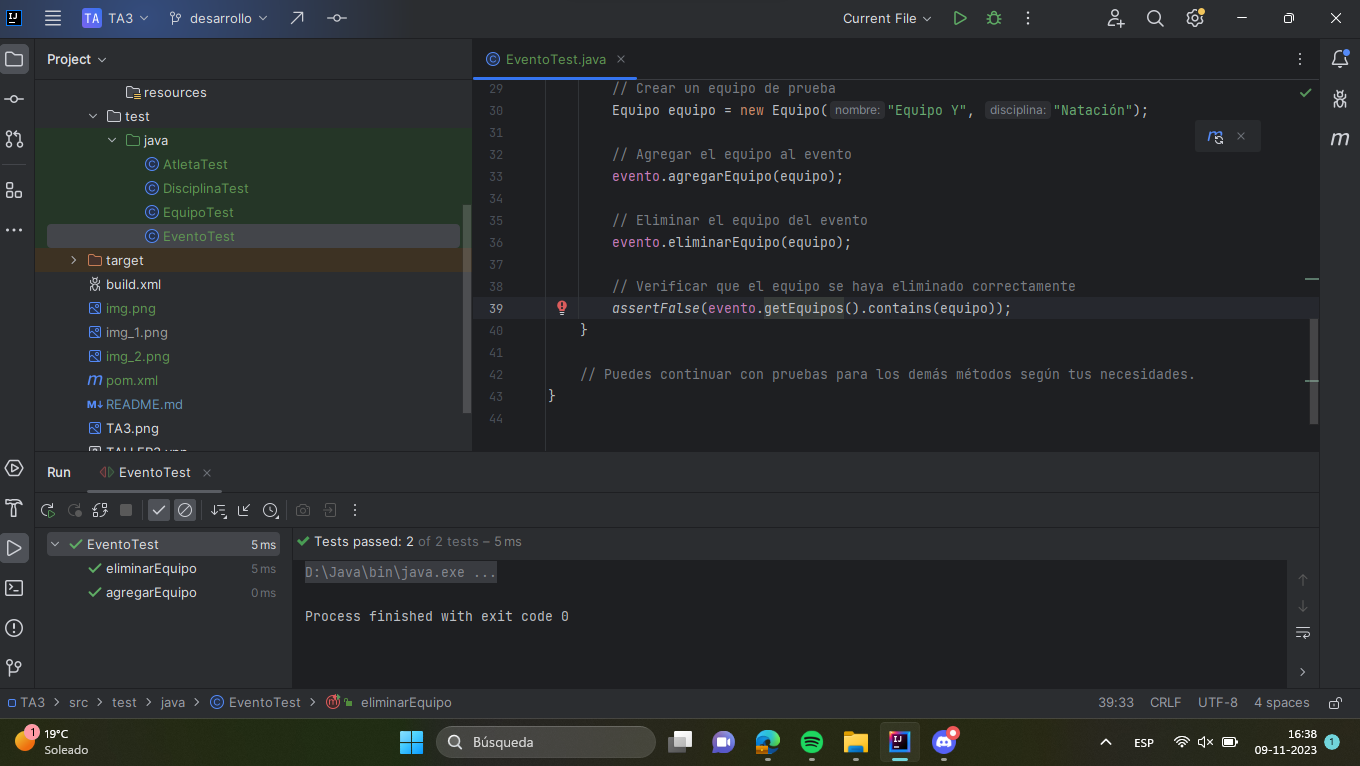 TA TA3 desarrollo Current File
Project
EventoTest.java
resources
test
java
AtletaTest
DisciplinaTest
EquipoTest
EventoTest
target
build.xml
img.png
img_1.png
img_2.png
pom.xml
README.md
TA3.png
29 // Crear un equipo de prueba
30 Equipo equipo = new Equipo( nombre: "Equipo Y", disciplina: "Natación");
31
32 // Agregar el equipo al evento
33 evento.agregarEquipo(equipo);
34
35 // Eliminar el equipo del evento
36 evento.eliminarEquipo(equipo);
37
38 // Verificar que el equipo se haya eliminado correctamente
39 assertFalse(evento.getEquipos().contains(equipo));
40 }
41
42 // Puedes continuar con pruebas para los demás métodos según tus necesidades.
43 }
44
Run EventoTest
EventoTest 5 ms
eliminarEquipo 5 ms
agregarEquipo 0 ms
Tests passed: 2 of 2 tests – 5 ms
D:\Java\bin\java.exe ...
Process finished with exit code 0
TA3 > src > test > java > EventoTest > eliminarEquipo
39:33 CRLF UTF-8 4 spaces
1 19°C
Soleado
Búsqueda
ESP
16:38
09-11-2023
1